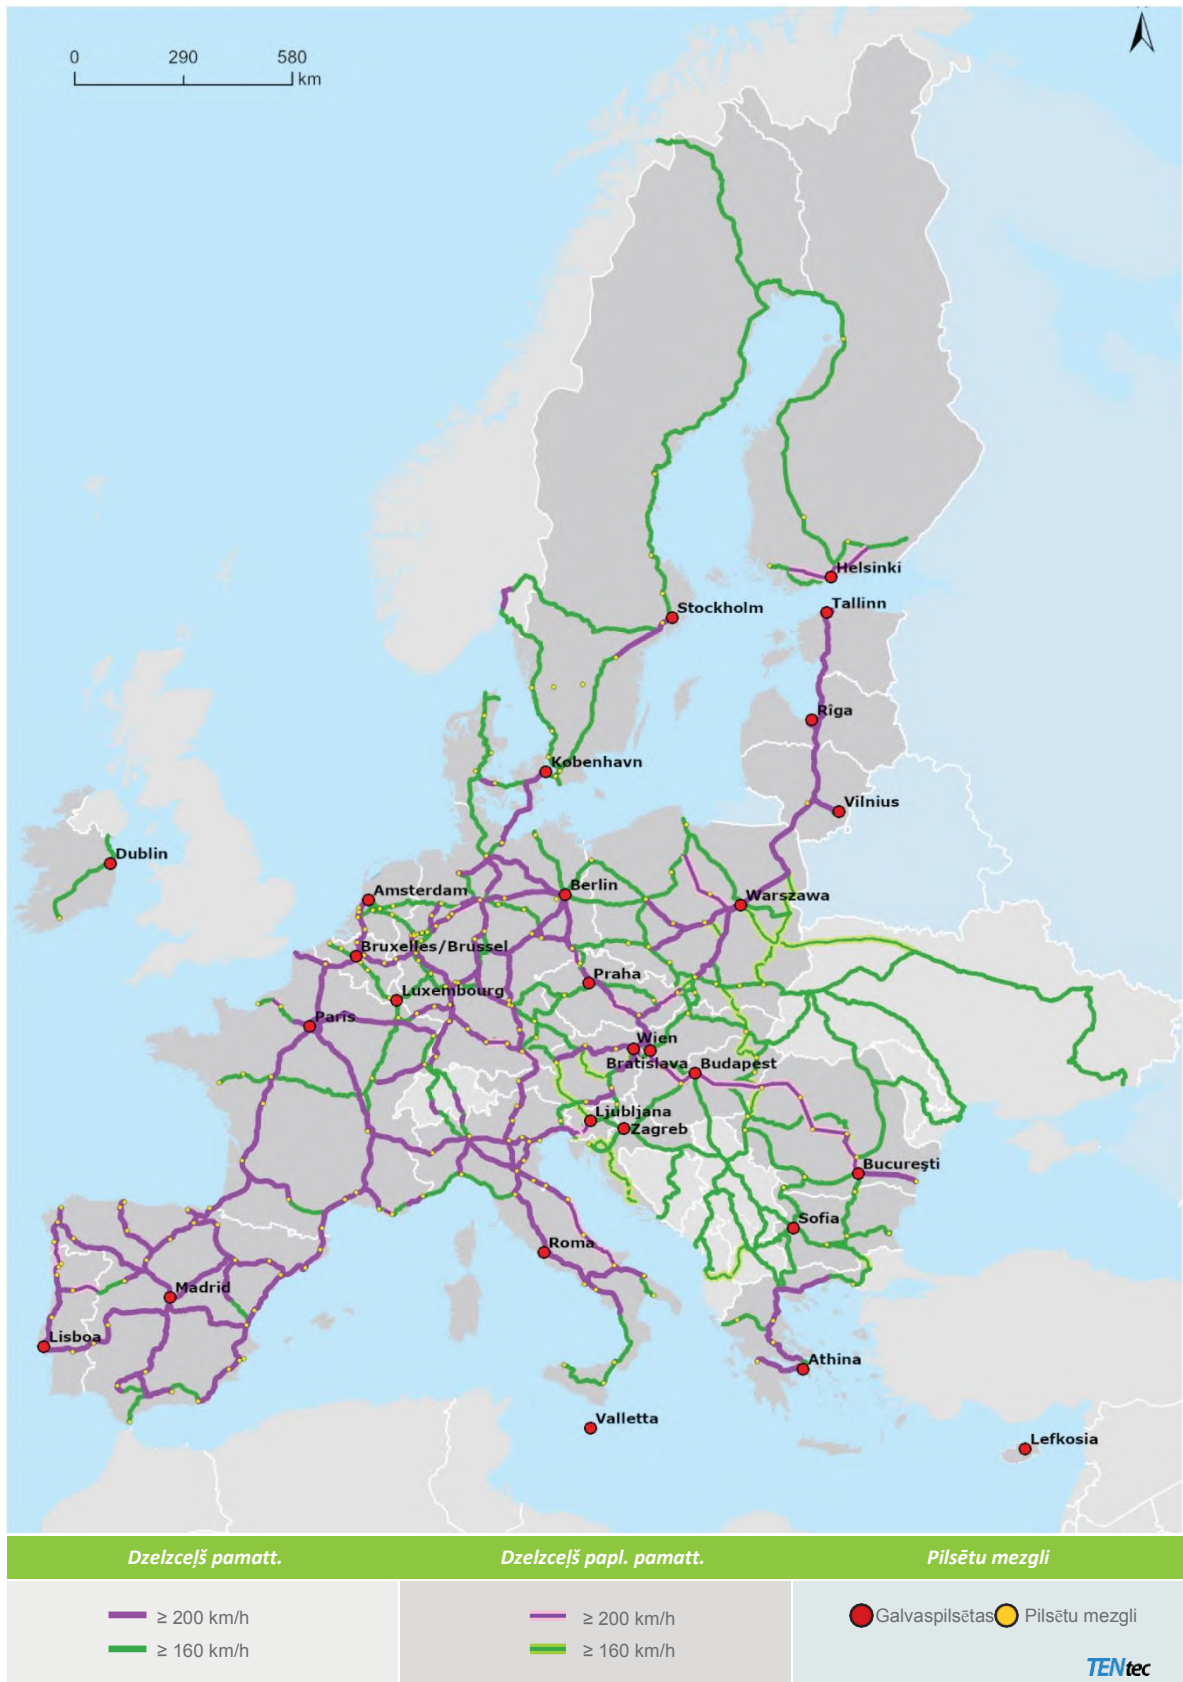 0 290 580
km
Helsinki
Tallinn
Stockholm
Rīga
København
Vilnius
Dublin
Amsterdam
Berlin
Warszawa
Bruxelles/Brussel
Praha
Luxembourg
Paris
Wien
Bratislava
Budapest
Ljubljana
Zagreb
Bucureşti
Sofia
Roma
Madrid
Lisboa
Athina
Valletta
Lefkosia
Dzelzceļš pamatt.
Dzelzceļš papl. pamatt.
Pilsētu mezgli
≥ 200 km/h
≥ 160 km/h
≥ 200 km/h
≥ 160 km/h
Galvaspilsētas
Pilsētu mezgli
TENtec